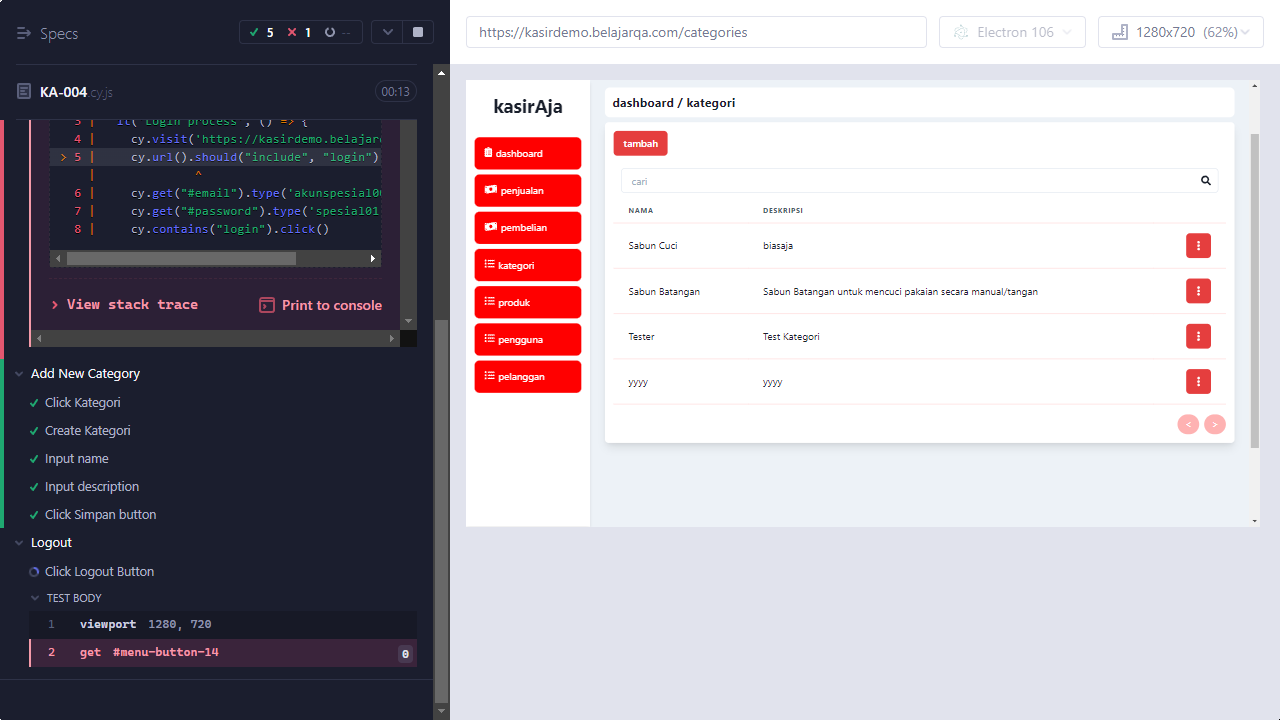 Specs
5 1 --
https://kasirdemo.belajarqa.com/categories
Electron 106
1280x720 (62%)
KA-004.cy.js
00:13
3 | it("Login process", () => {
4 | cy.visit('https://kasirdemo.belajar
> 5 | cy.url().should("include", "login")
| ^
6 | cy.get("#email").type('akunspesial0
7 | cy.get("#password").type('spesial01
8 | cy.contains("login").click()
> View stack trace
Print to console
Add New Category
Click Kategori
Create Kategori
Input name
Input description
Click Simpan button
Logout
Click Logout Button
TEST BODY
1 viewport 1280, 720
2 get #menu-button-14 0
kasirAja
dashboard
penjualan
pembelian
kategori
produk
pengguna
pelanggan
dashboard / kategori
tambah
cari
NAMA DESKRIPSI
Sabun Cuci biasaja
Sabun Batangan Sabun Batangan untuk mencuci pakaian secara manual/tangan
Tester Test Kategori
yyyy yyyy
< >